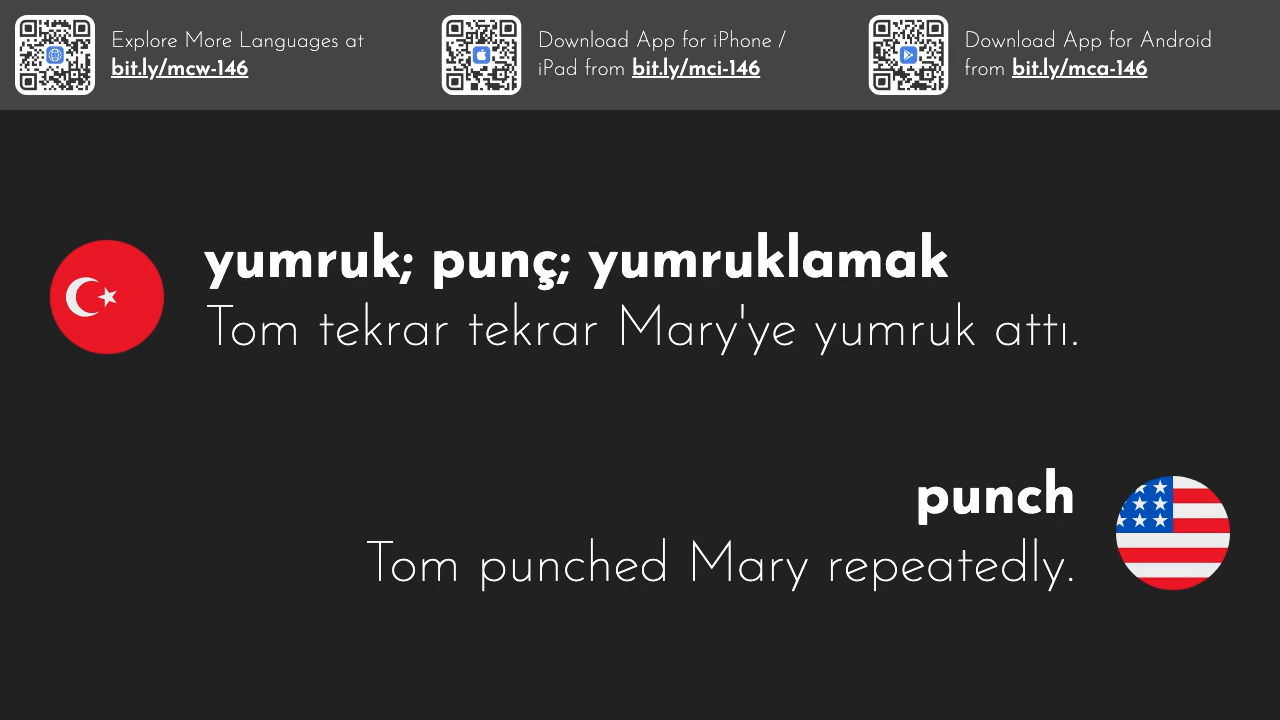 Explore More Languages at
bit.ly/mcw-146
Download App for iPhone /
iPad from bit.ly/mci-146
Download App for Android
from bit.ly/mca-146
yumruk; punç; yumruklamak
Tom tekrar tekrar Mary'ye yumruk attı.
punch
Tom punched Mary repeatedly.